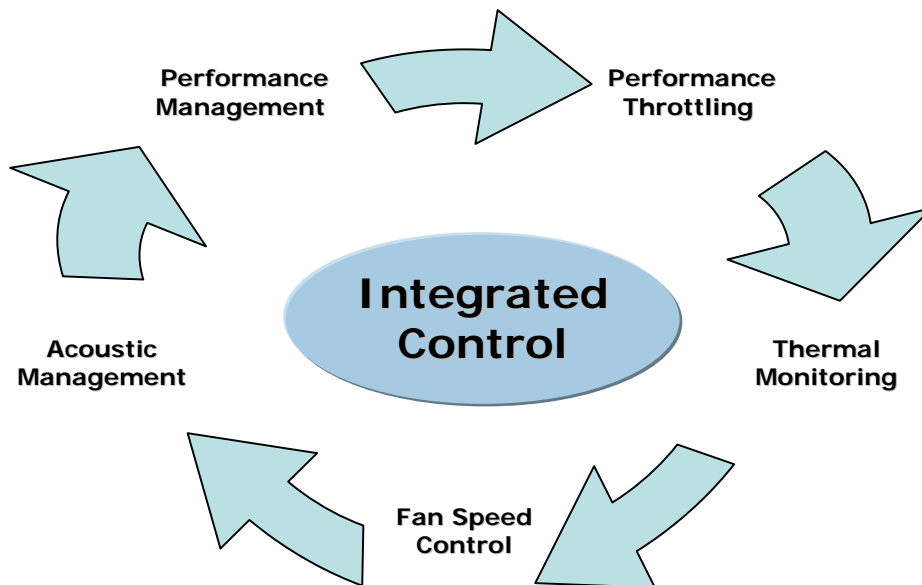 Performance
Management
Performance
Throttling
Integrated
Control
Acoustic
Management
Thermal
Monitoring
Fan Speed
Control